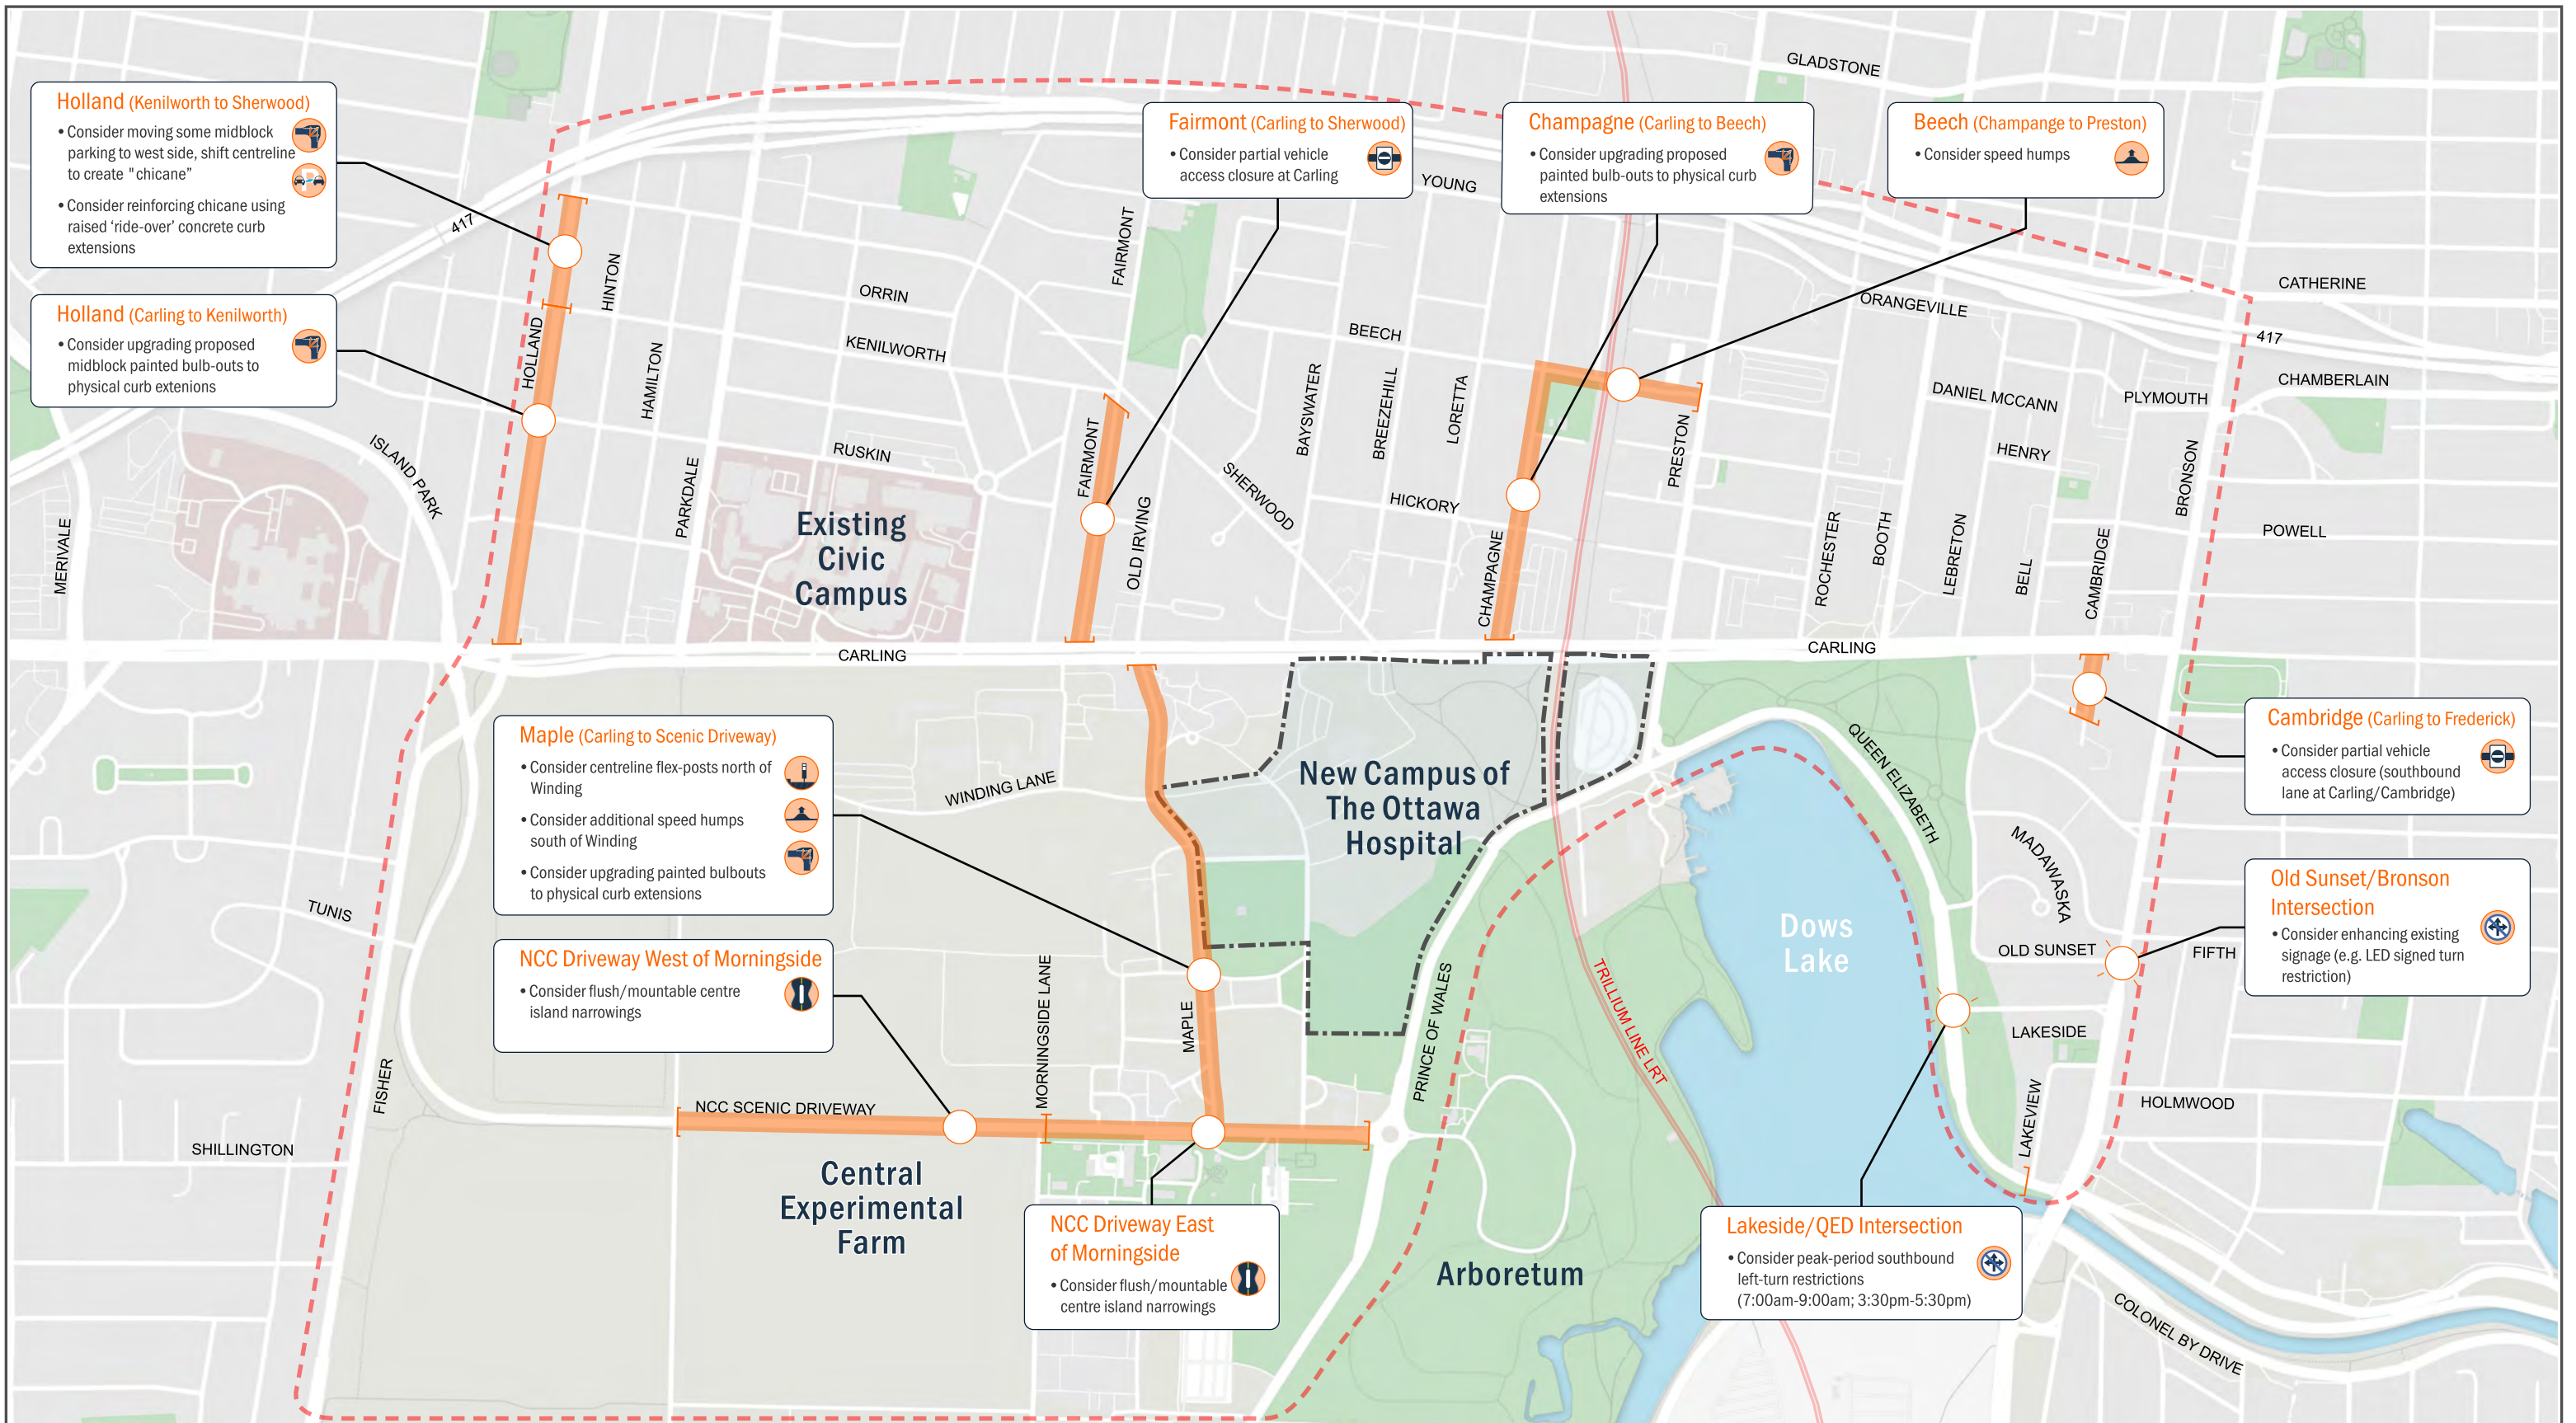 GLADSTONE
Holland (Kenilworth to Sherwood)
• Consider moving some midblock
parking to west side, shift centreline
to create "chicane”
• Consider reinforcing chicane using
raised ‘ride-over’ concrete curb
extensions
Fairmont (Carling to Sherwood)
• Consider partial vehicle
access closure at Carling
Champagne (Carling to Beech)
• Consider upgrading proposed
painted bulb-outs to physical curb
extensions
Beech (Champange to Preston)
• Consider speed humps
YOUNG
417
FAIRMONT
HINTON
ORRIN
CATHERINE
ORANGEVILLE
Holland (Carling to Kenilworth)
• Consider upgrading proposed
midblock painted bulb-outs to
physical curb extenions
HOLLAND
BEECH
417
KENILWORTH
HAMILTON
CHAMBERLAIN
DANIEL MCCANN
PLYMOUTH
BAYSWATER
BREEZEHILL
LORETTA
ISLAND PARK
RUSKIN
FAIRMONT
PRESTON
HENRY
BRONSON
PARKDALE
SHERWOOD
HICKORY
MERIVALE
Existing
Civic
Campus
OLD IRVING
CHAMPAGNE
ROCHESTER
BOOTH
LEBRETON
BELL
CAMBRIDGE
POWELL
CARLING
CARLING
Maple (Carling to Scenic Driveway)
• Consider centreline flex-posts north of
Winding
• Consider additional speed humps
south of Winding
• Consider upgrading painted bulbouts
to physical curb extensions
WINDING LANE
New Campus of
The Ottawa
Hospital
QUEEN ELIZABETH
Cambridge (Carling to Frederick)
• Consider partial vehicle
access closure (southbound
lane at Carling/Cambridge)
MADAWASKA
Old Sunset/Bronson
Intersection
• Consider enhancing existing
signage (e.g. LED signed turn
restriction)
TUNIS
Dows
Lake
OLD SUNSET
FIFTH
NCC Driveway West of Morningside
• Consider flush/mountable centre
island narrowings
MORNINGSIDE LANE
MAPLE
PRINCE OF WALES
TRILLIUM LINE LRT
LAKESIDE
FISHER
NCC SCENIC DRIVEWAY
LAKEVIEW
HOLMWOOD
SHILLINGTON
Central
Experimental
Farm
NCC Driveway East
of Morningside
• Consider flush/mountable
centre island narrowings
Arboretum
Lakeside/QED Intersection
• Consider peak-period southbound
left-turn restrictions
(7:00am-9:00am; 3:30pm-5:30pm)
COLONEL BY DRIVE